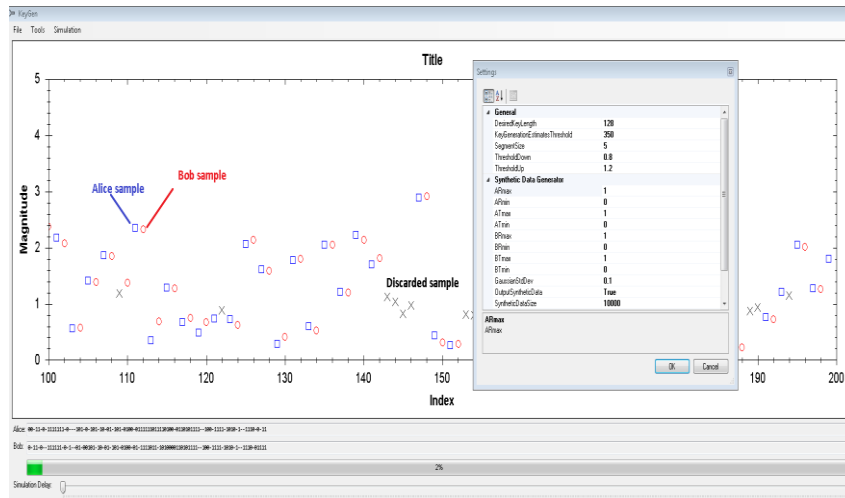 KeyGen
File Tools Simulation
Title
Magnitude
5
4
3
2
1
0
Alice sample
Bob sample
Discarded sample
100 110 120 130 140 150 190 200
Index
Settings
General
DesiredKeyLength 128
KeyGenerationEstimatesThreshold 350
SegmentSize 5
ThresholdDown 0.8
ThresholdUp 1.2
Synthetic Data Generator
ARmax 1
ARmin 0
ATmax 1
ATmin 0
BRmax 1
BRmin 0
BTmax 1
BTmin 0
GaussianStdDev 0.1
OutputSyntheticData True
SyntheticDataSize 10000
ARmax
ARmax
OK Cancel
Alice:
Bob:
2%
Simulation Delay: